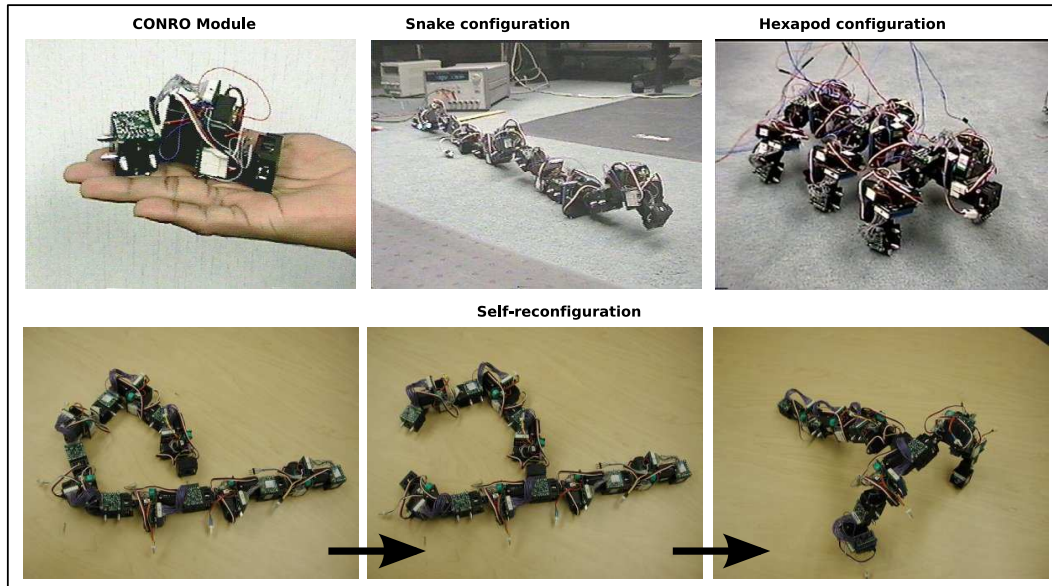 CONRO Module
Snake configuration
Hexapod configuration
Self-reconfiguration